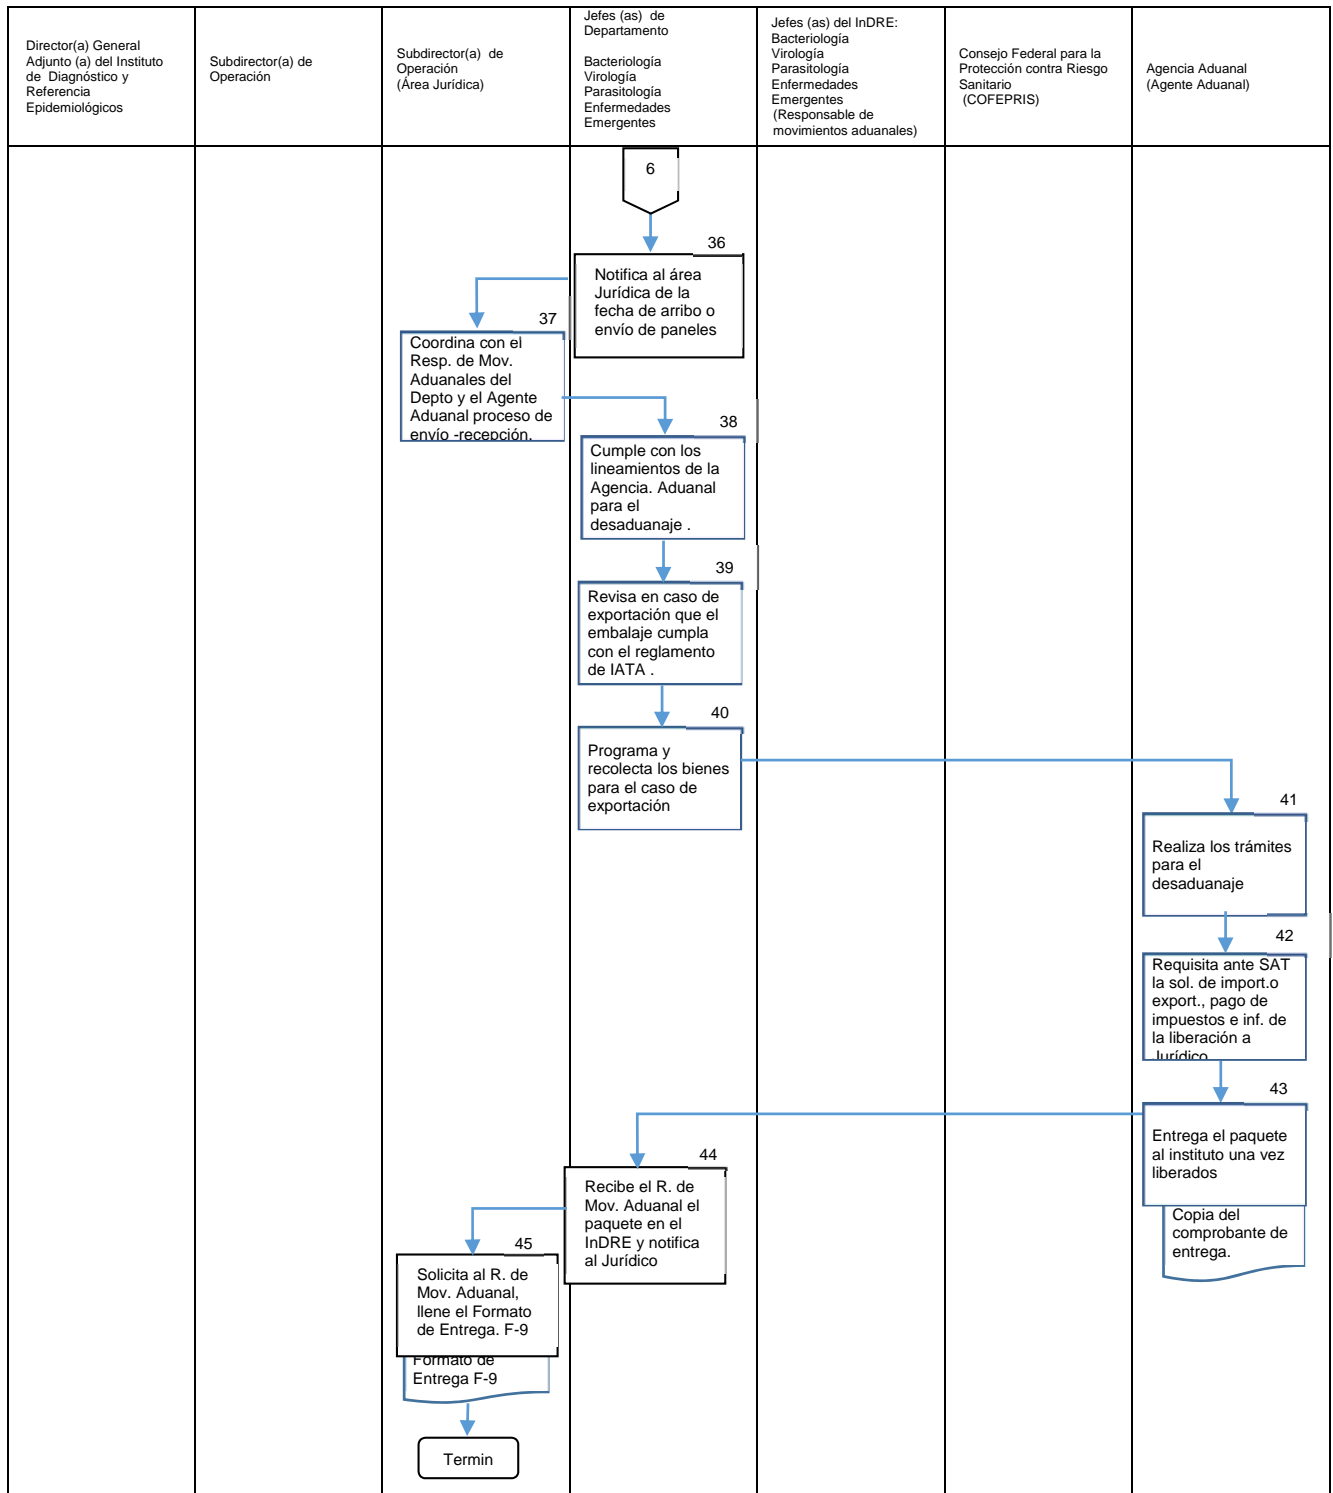 Director(a) General
Adjunto (a) del Instituto
de Diagnóstico y
Referencia
Epidemiológicos
Subdirector(a) de
Operación
Subdirector(a) de
Operación
(Área Jurídica)
Jefes (as) de
Departamento
Bacteriología
Virología
Parasitología
Enfermedades
Emergentes
Jefes (as) del InDRE:
Bacteriología
Virología
Parasitología
Enfermedades
Emergentes
(Responsable de
movimientos aduanales)
Consejo Federal para la
Protección contra Riesgo
Sanitario
(COFEPRIS)
Agencia Aduanal
(Agente Aduanal)
6
36
Notifica al área
Jurídica de la
fecha de arribo o
envío de paneles
37
Coordina con el
Resp. de Mov.
Aduanales del
Depto y el Agente
Aduanal proceso de
envío -recepción.
38
Cumple con los
lineamientos de la
Agencia. Aduanal
para el
desaduanaje .
39
Revisa en caso de
exportación que el
embalaje cumpla
con el reglamento
de IATA .
40
Programa y
recolecta los bienes
para el caso de
exportación
41
Realiza los trámites
para el
desaduanaje
42
Requisita ante SAT
la sol. de import.o
export., pago de
impuestos e inf. de
la liberación a
Jurídico
43
Entrega el paquete
al instituto una vez
liberados
Copia del
comprobante de
entrega.
44
Recibe el R. de
Mov. Aduanal el
paquete en el
InDRE y notifica
al Jurídico
45
Solicita al R. de
Mov. Aduanal,
llene el Formato
de Entrega. F-9
Formato de
Entrega F-9
Termin